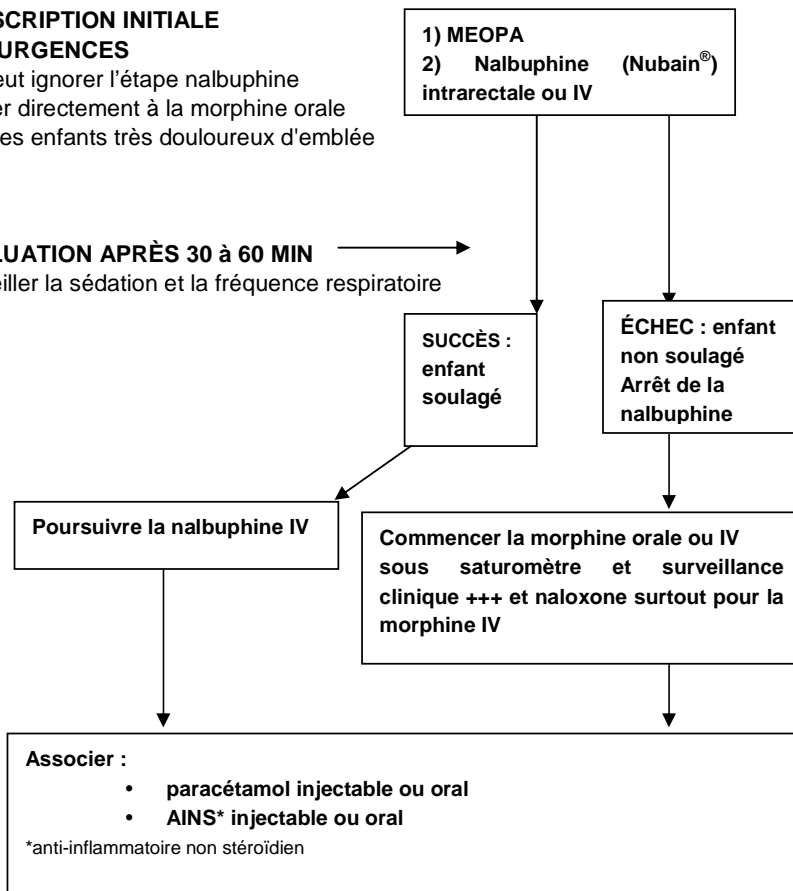 SCRIPTION INITIALE
URGENCES
eut ignorer l’étape nalbuphine
er directement à la morphine orale
es enfants très douloureux d'emblée
1) MEOPA
2) Nalbuphine (Nubain®)
intrarectale ou IV
LUATION APRÈS 30 à 60 MIN
eiller la sédation et la fréquence respiratoire
SUCCÈS :
enfant
soulagé
ÉCHEC : enfant
non soulagé
Arrêt de la
nalbuphine
Poursuivre la nalbuphine IV
Commencer la morphine orale ou IV
sous saturomètre et surveillance
clinique +++ et naloxone surtout pour la
morphine IV
Associer :
• paracétamol injectable ou oral
• AINS* injectable ou oral
*anti-inflammatoire non stéroïdien